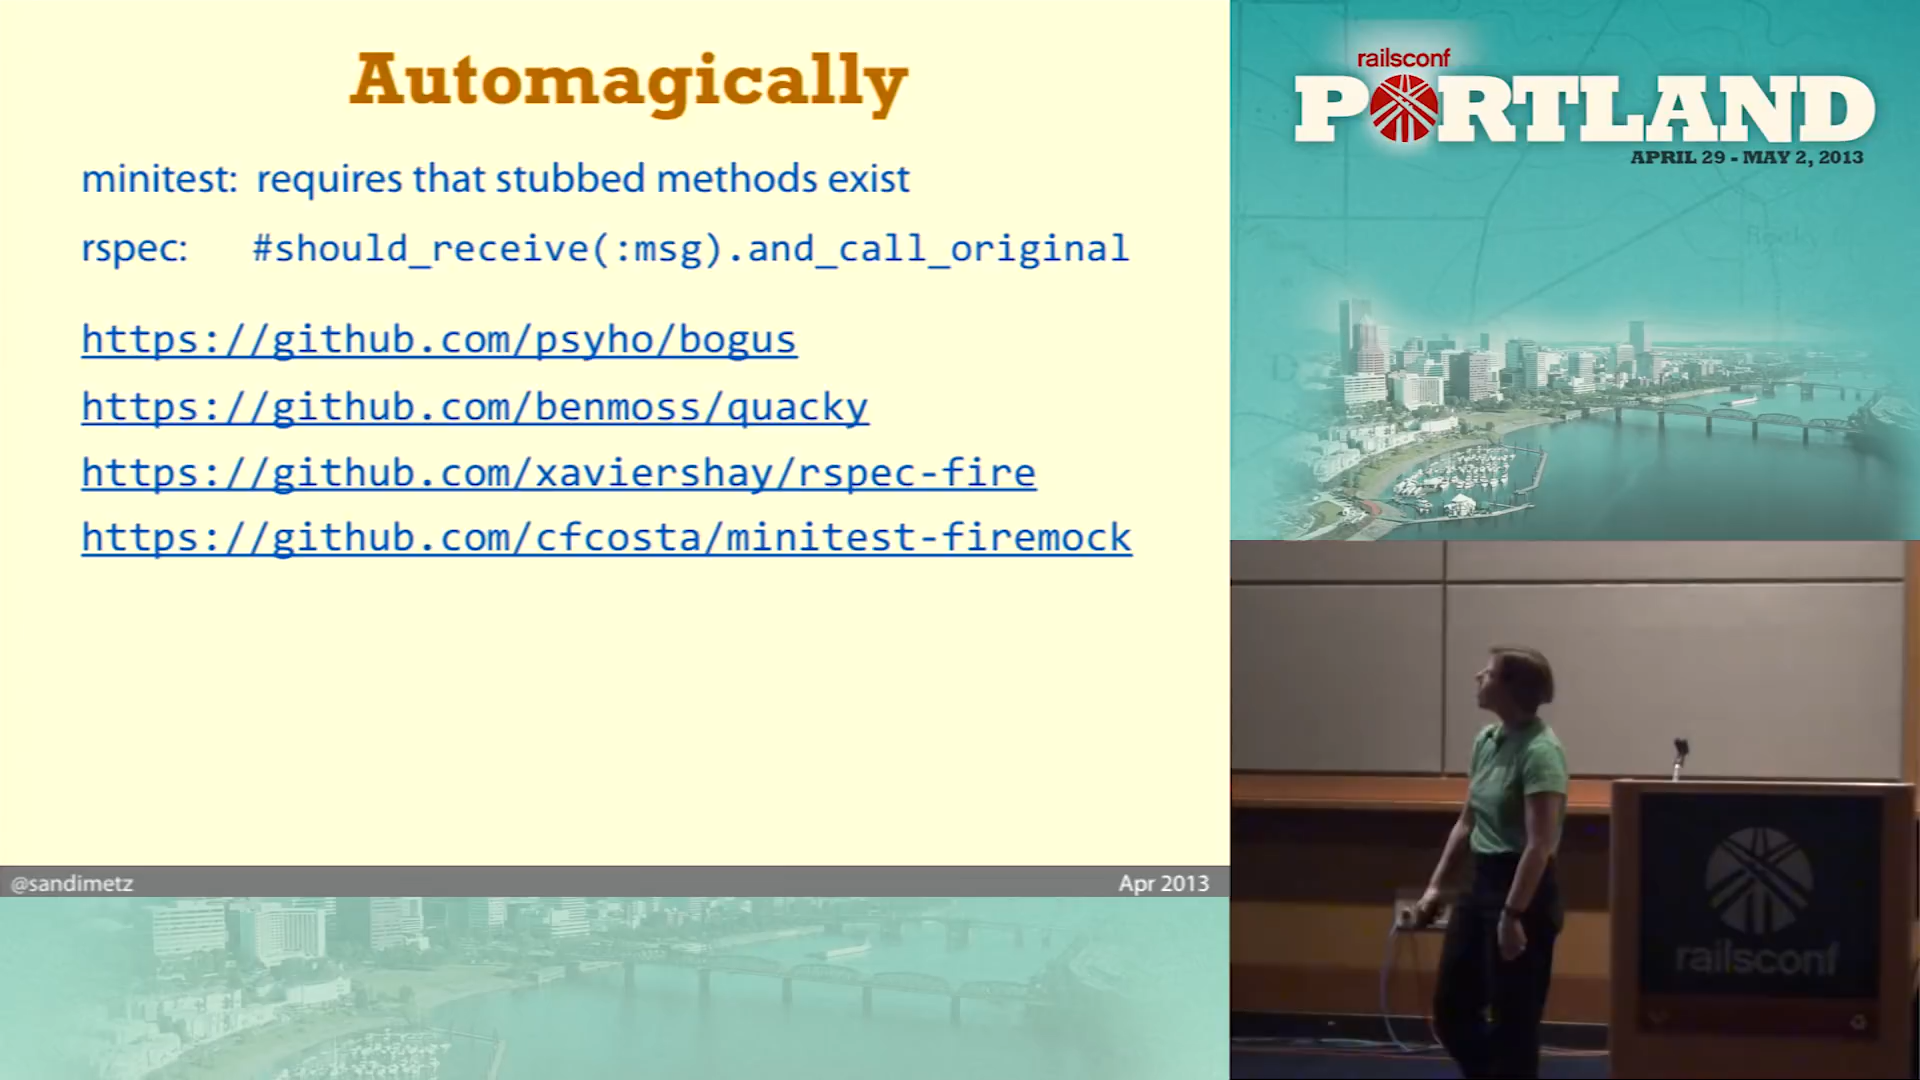 Automagically
minitest: requires that stubbed methods exist
rspec: #should_receive(:msg).and_call_original
https://github.com/psyho/bogus
https://github.com/benmoss/quacky
https://github.com/xaviershay/rspec-fire
https://github.com/cfcosta/minitest-firemock
@sandimetz
Apr 2013
railsconf
PORTLAND
APRIL 29 - MAY 2, 2013
railsconf